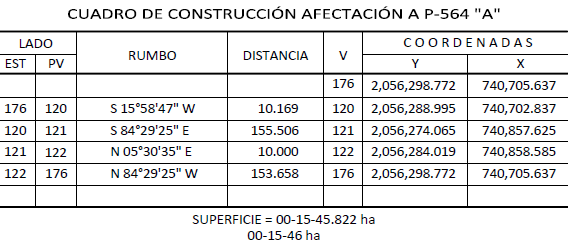 CUADRO DE CONSTRUCCIÓN AFECTACIÓN A P-564 "A"
LADO RUMBO DISTANCIA V COORDENADAS
EST PV Y X
176 2,056,298.772 740,705.637
176 120 S 15°58'47" W 10.169 120 2,056,288.995 740,702.837
120 121 S 84°29'25" E 155.506 121 2,056,274.065 740,857.625
121 122 N 05°30'35" E 10.000 122 2,056,284.019 740,858.585
122 176 N 84°29'25" W 153.658 176 2,056,298.772 740,705.637
SUPERFICIE = 00-15-45.822 ha
00-15-46 ha